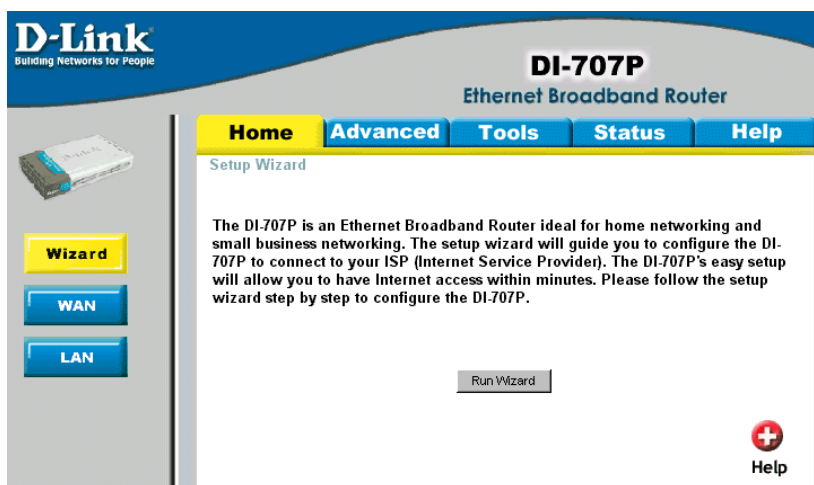 D-Link
Building Networks for People
DI-707P
Ethernet Broadband Router
Home
Advanced
Tools
Status
Help
Setup Wizard
Wizard
WAN
LAN
The DI-707P is an Ethernet Broadband Router ideal for home networking and
small business networking. The setup wizard will guide you to configure the DI-
707P to connect to your ISP (Internet Service Provider). The DI-707P's easy setup
will allow you to have Internet access within minutes. Please follow the setup
wizard step by step to configure the DI-707P.
Run Wizard
Help